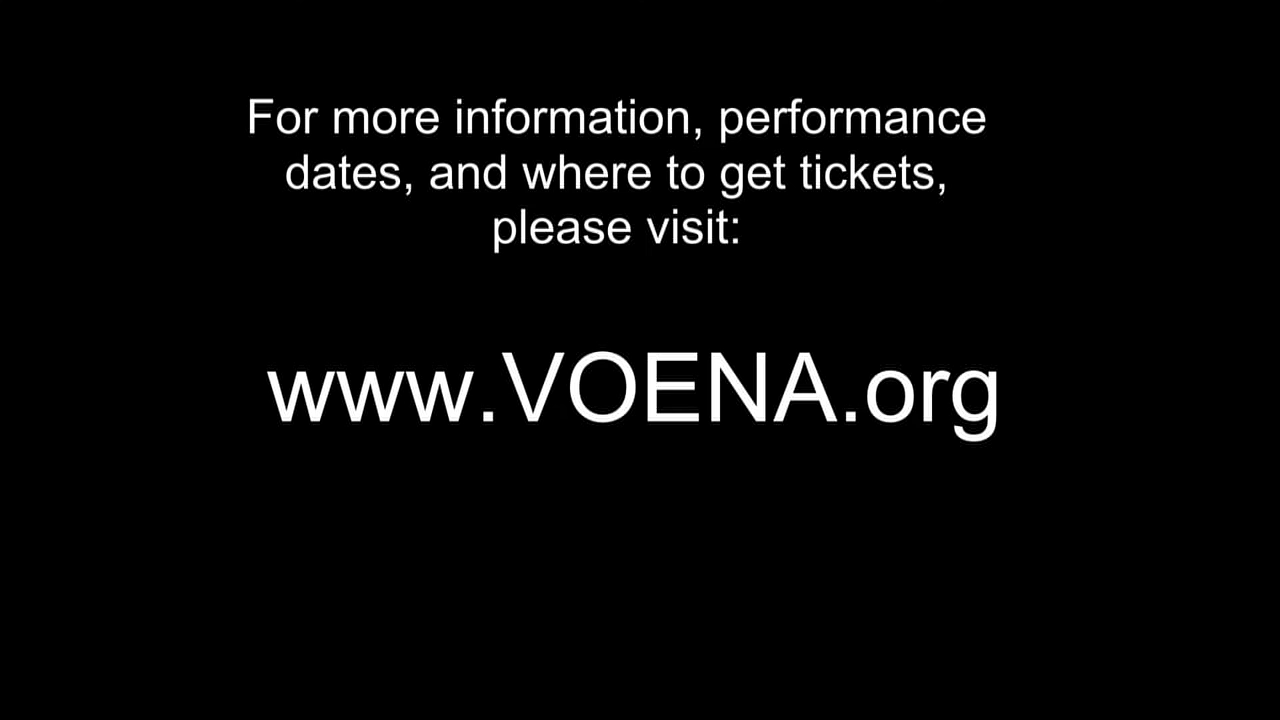 For more information, performance
dates, and where to get tickets,
please visit:
www.VOENA.org